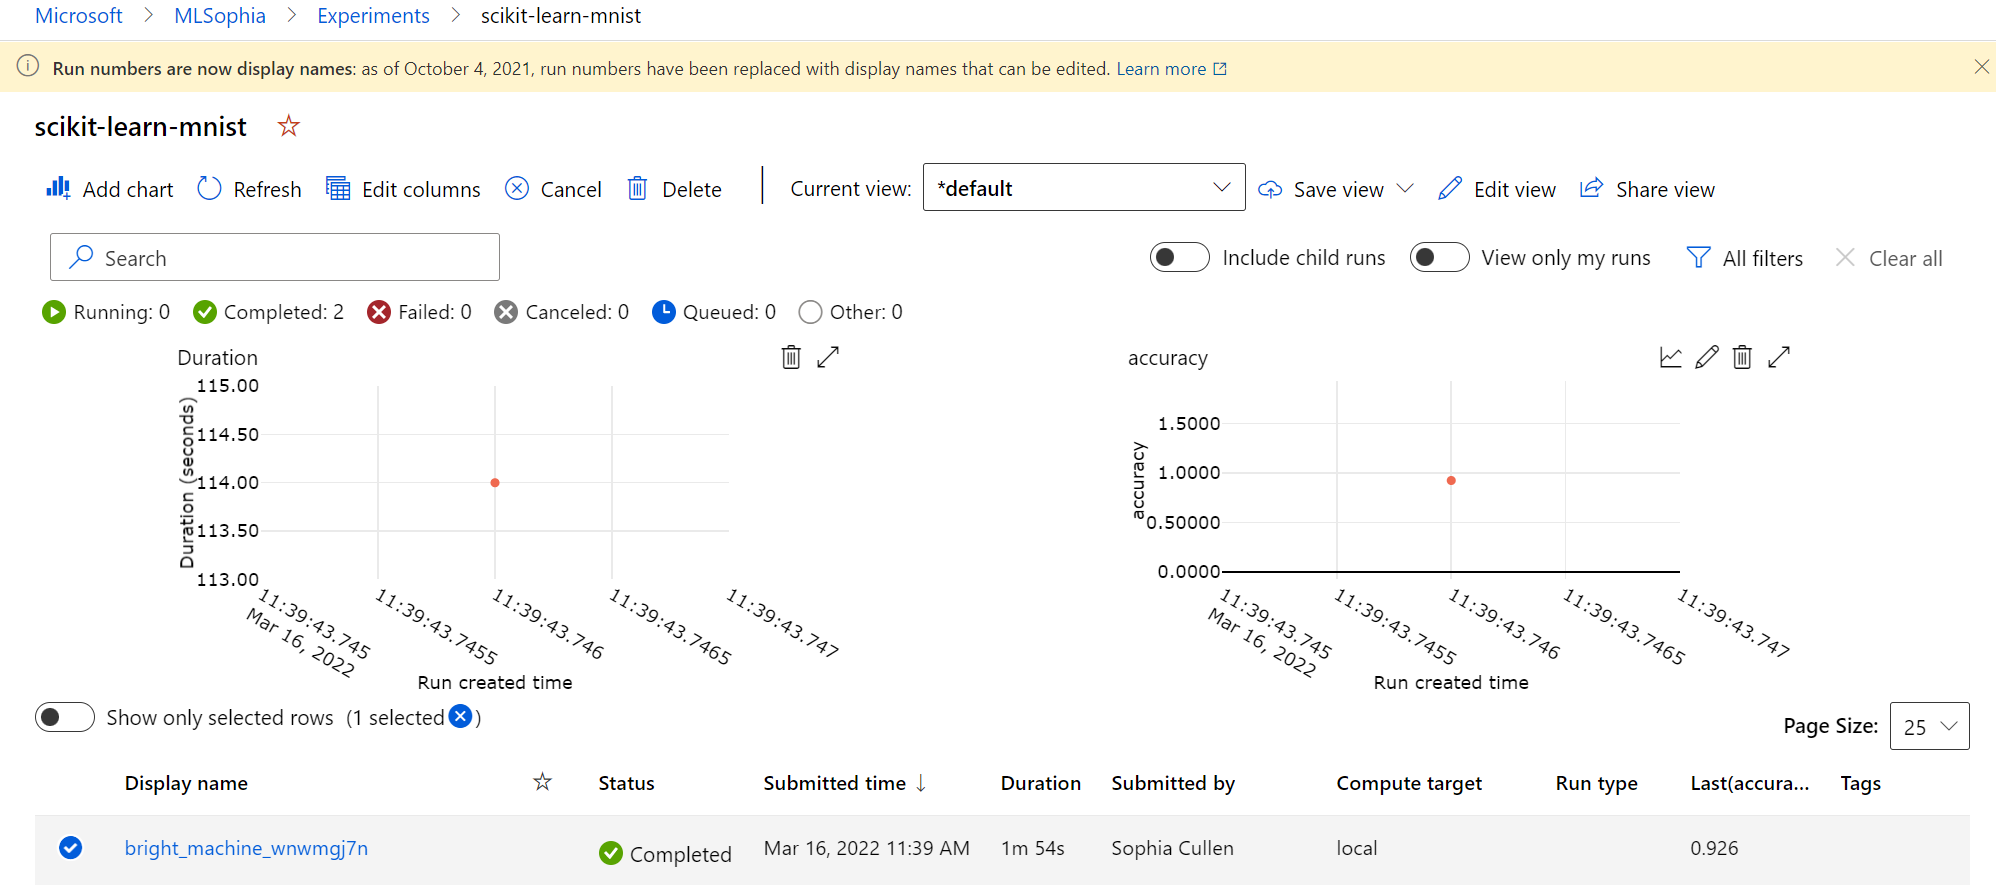 Microsoft > MLSophia > Experiments > scikit-learn-mnist
Run numbers are now display names: as of October 4, 2021, run numbers have been replaced with display names that can be edited. Learn more
scikit-learn-mnist
Add chart Refresh Edit columns Cancel Delete Current view: *default Save view Edit view Share view
Search Include child runs View only my runs All filters Clear all
Running: 0 Completed: 2 Failed: 0 Canceled: 0 Queued: 0 Other: 0
Duration
115.00
114.50
114.00
113.50
113.00
Duration (seconds)
11:39:43.745
Mar 16, 2022
11:39:43.7455
11:39:43.746
11:39:43.7465
11:39:43.747
Run created time
accuracy
1.5000
1.0000
0.50000
0.0000
accuracy
11:39:43.745
Mar 16, 2022
11:39:43.7455
11:39:43.746
11:39:43.7465
11:39:43.747
Run created time
Show only selected rows (1 selected )
Page Size: 25
Display name Status Submitted time ↓ Duration Submitted by Compute target Run type Last(accura... Tags
bright_machine_wnwmgj7n Completed Mar 16, 2022 11:39 AM 1m 54s Sophia Cullen local 0.926